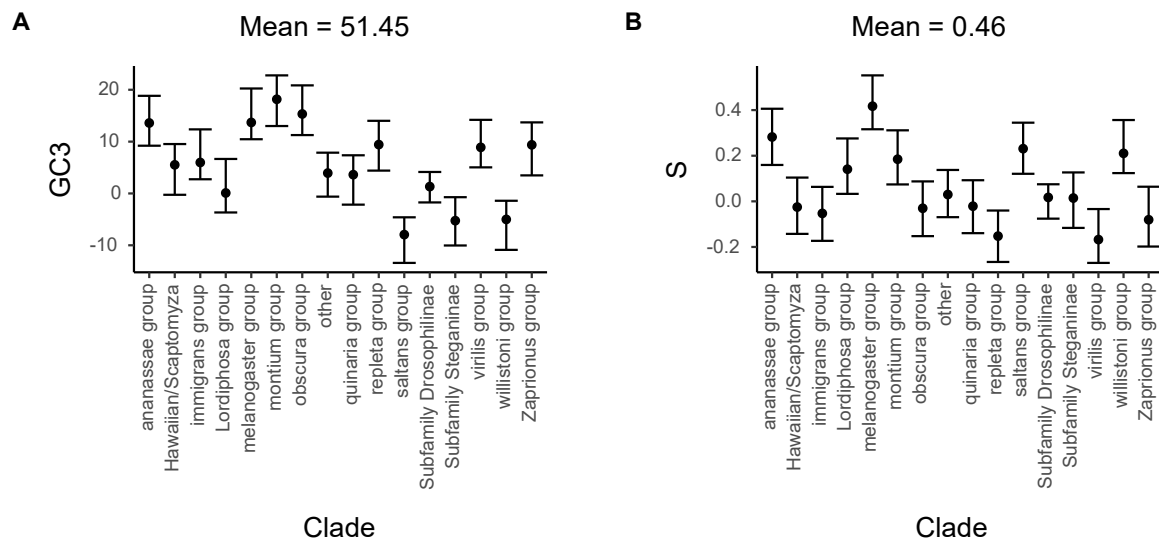 A
Mean = 51.45
GC3
20
10
0
-10
ananassae group
Hawaiian/Scaptomyza
immigrans group
Lordiphosa group
melanogaster group
montium group
obscura group
other
quinaria group
repleta group
saltans group
Subfamily Drosophilinae
Subfamily Steganinae
virilis group
willistoni group
Zaprionus group
Clade
B
Mean = 0.46
S
0.4
0.2
0.0
-0.2
ananassae group
Hawaiian/Scaptomyza
immigrans group
Lordiphosa group
melanogaster group
montium group
obscura group
other
quinaria group
repleta group
saltans group
Subfamily Drosophilinae
Subfamily Steganinae
virilis group
willistoni group
Zaprionus group
Clade